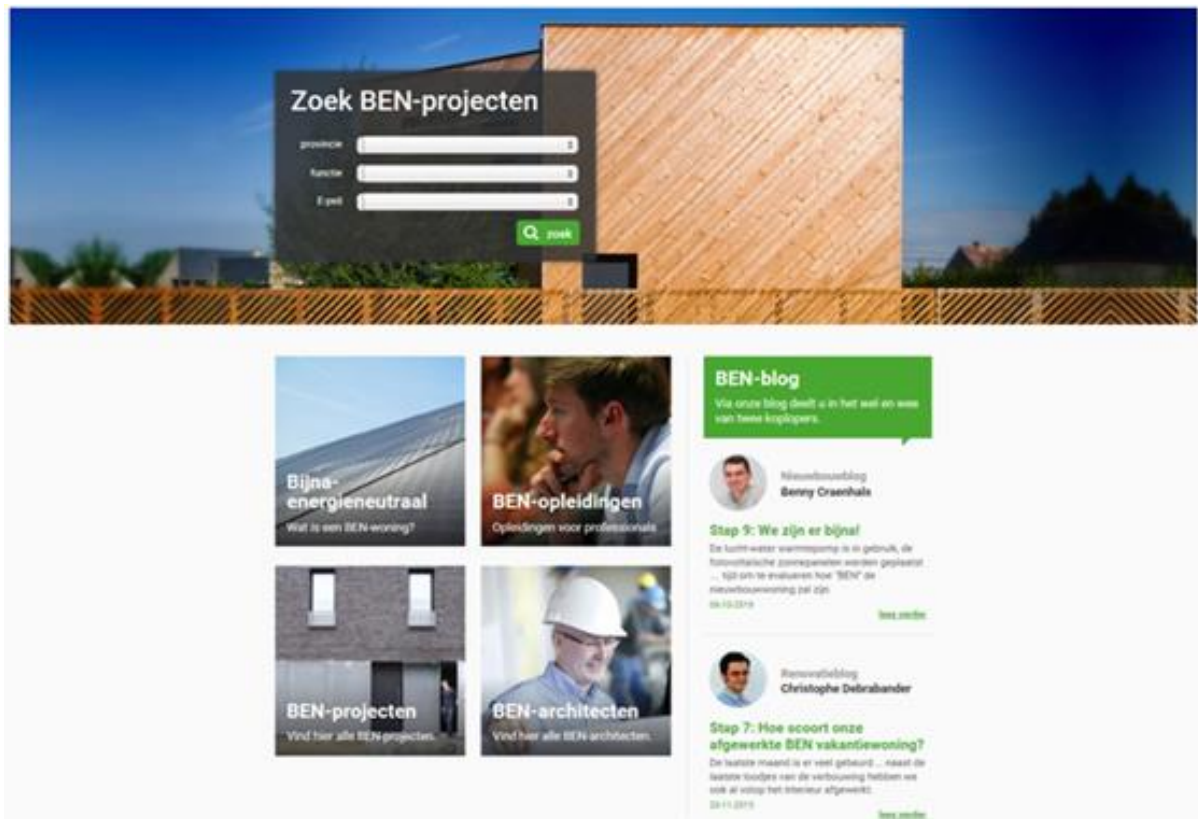 Zoek BEN-projecten
provincie
functie
E-peil
zoek
Bijna-
energieneutraal
Wat is een BEN-woning?
BEN-opleidingen
Opleidingen voor professionals
BEN-projecten
Vind hier alle BEN-projecten.
BEN-architecten
Vind hier alle BEN-architecten.
BEN-blog
Via onze blog deelt u in het wel en wee
van twee koplopers.
Nieuwbouwblog
Benny Craenhals
Stap 9: We zijn er bijna!
De lucht-water warmtepomp is in gebruik, de
fotovoltaïsche zonnepanelen werden geplaatst
... tijd om te evalueren hoe "BEN" de
nieuwbouwwoning zal zijn
lees verder
Renovatieblog
Christophe Debrabander
Stap 7: Hoe scoort onze
afgewerkte BEN vakantiewoning?
De laatste maand is er veel gebeurd ... naast de
laatste loodjes van de verbouwing hebben we
ook al volop het interieur afgewerkt.
lees verder